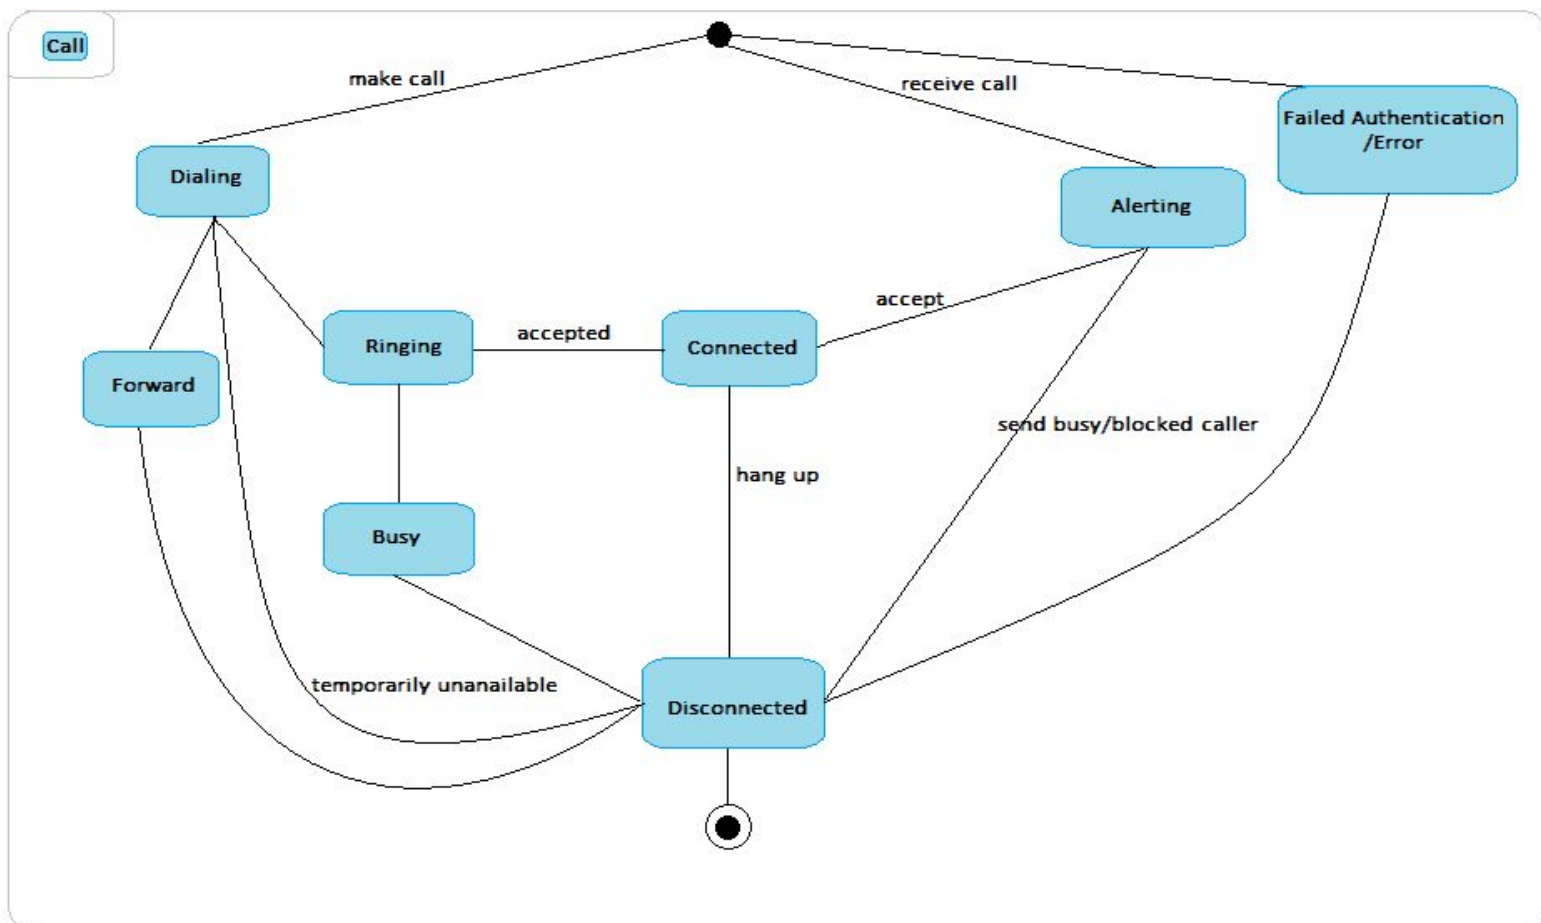 Call
make call
receive call
Failed Authentication
/Error
Dialing
Alerting
accept
accepted
Ringing
Connected
Forward
send busy/blocked caller
hang up
Busy
temporarily unanailable
Disconnected